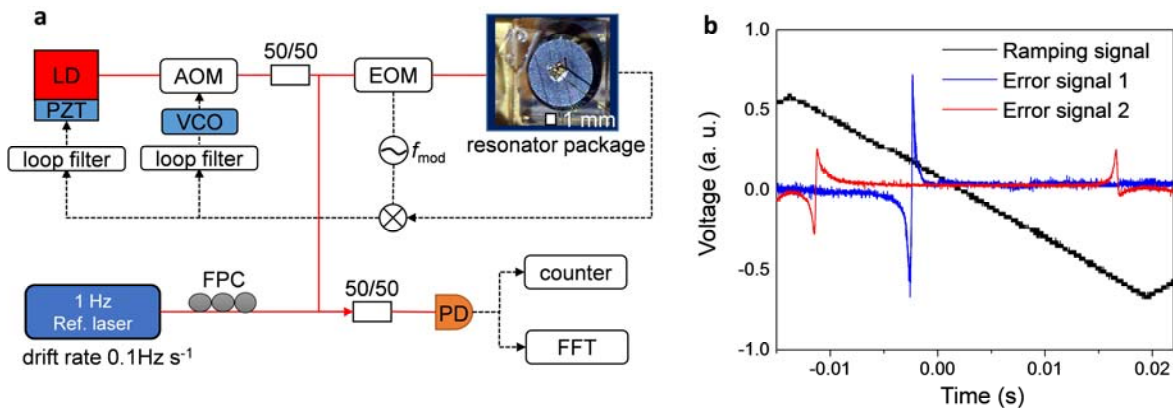 a
50/50
LD
AOM
EOM
PZT
VCO
1 mm
resonator package
loop filter
loop filter
fmod
FPC
50/50
counter
1 Hz
Ref. laser
PD
FFT
drift rate 0.1Hz s-1
b
1.0
0.5
0.0
-0.5
-1.0
Voltage (a. u.)
Ramping signal
Error signal 1
Error signal 2
-0.01
0.00
0.01
0.02
Time (s)